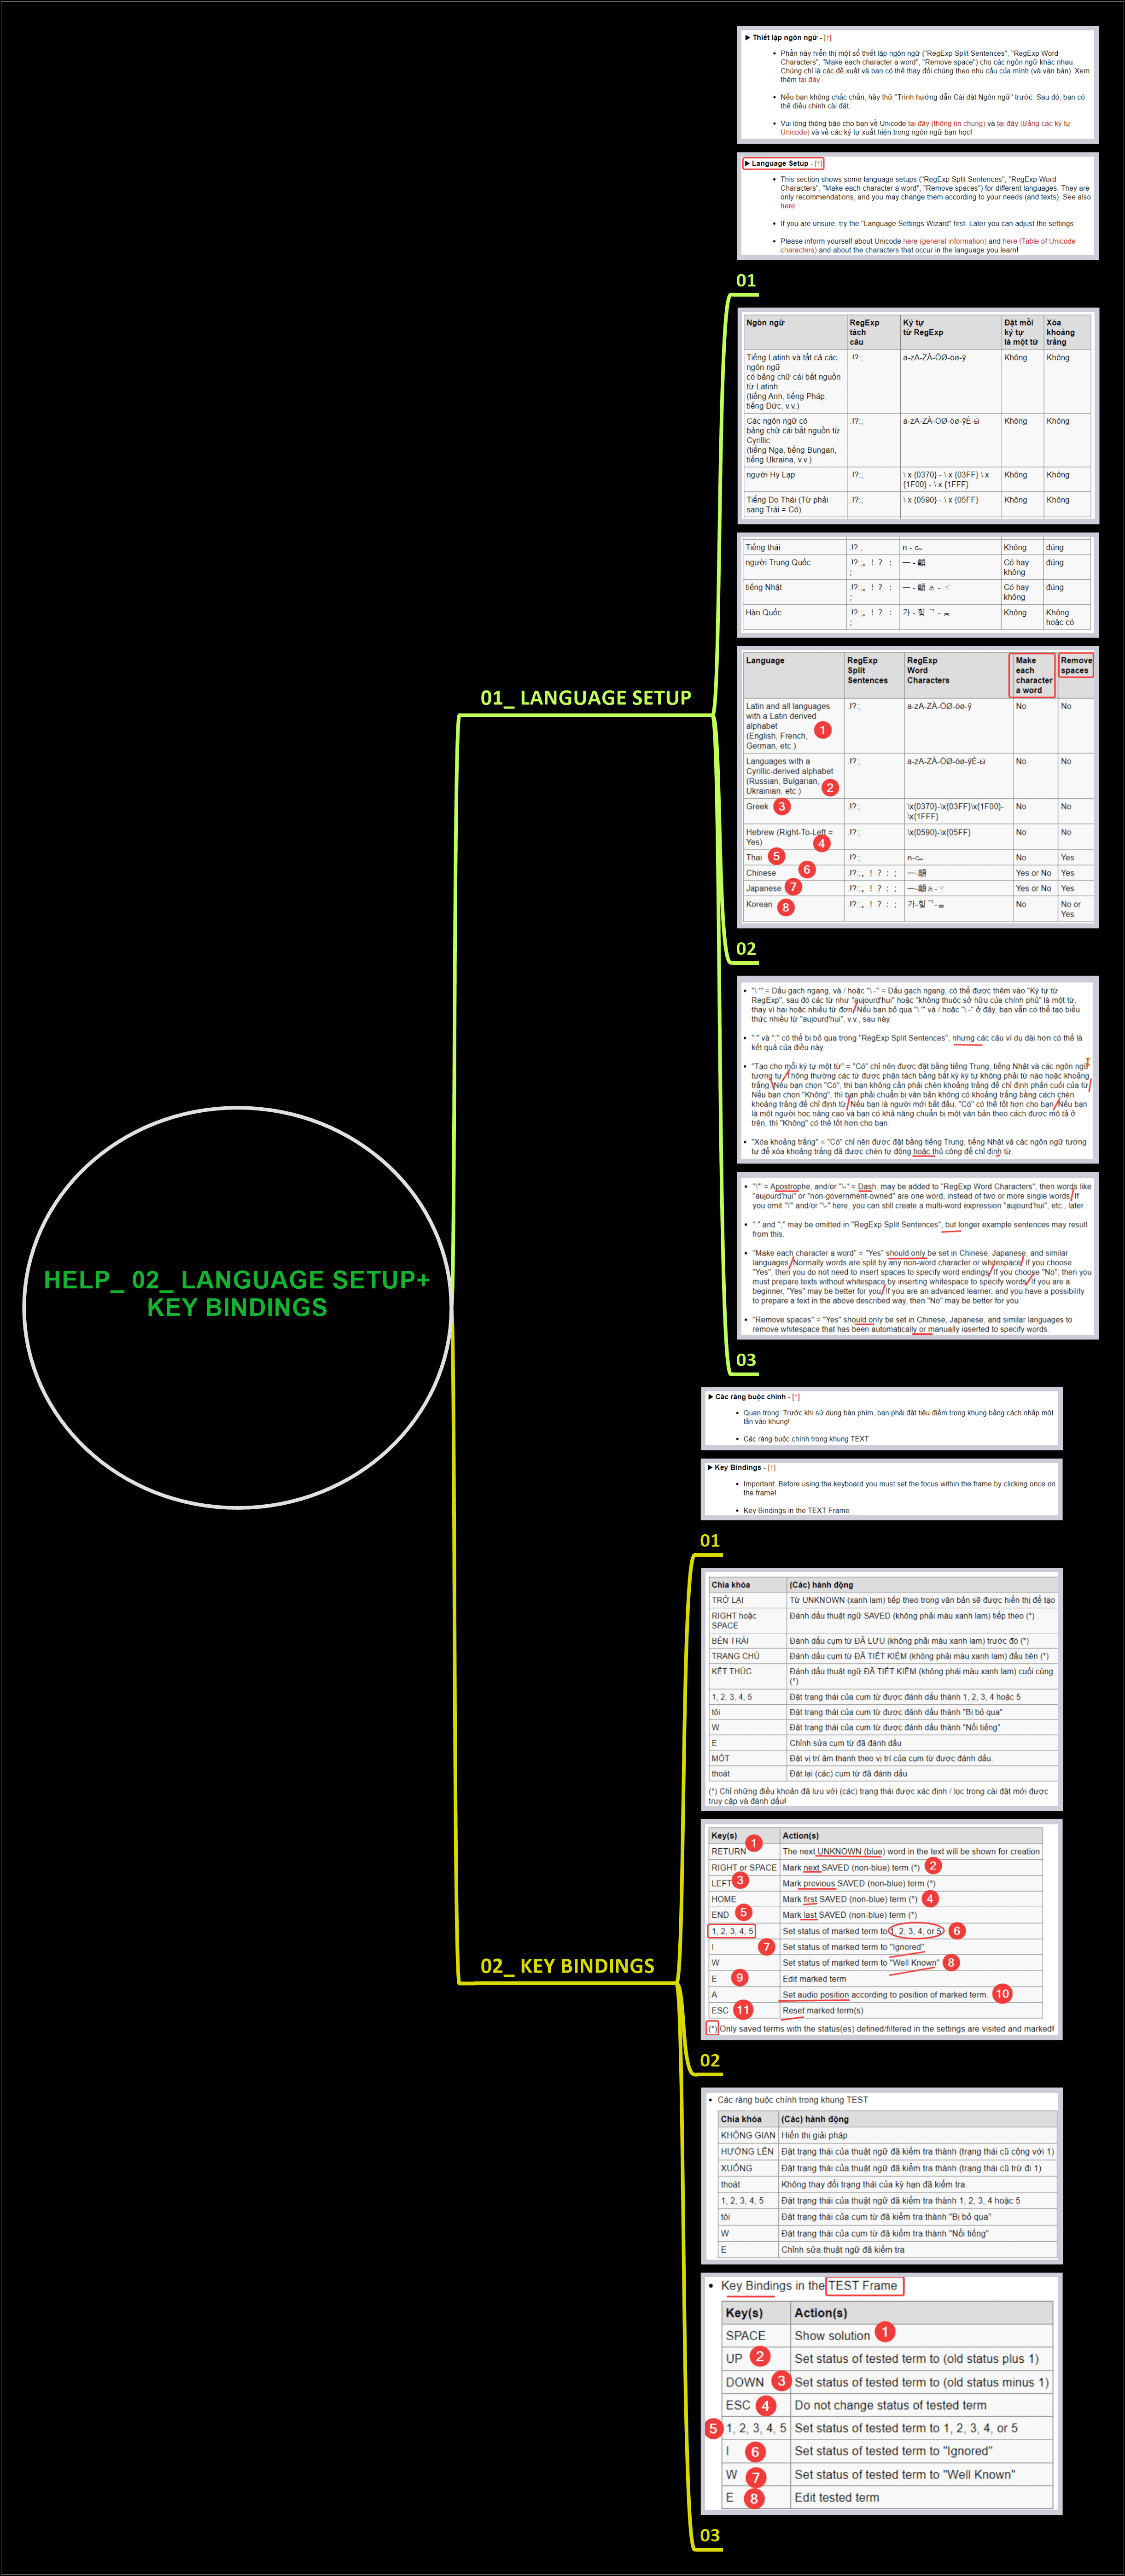 ▶ Thiết lập ngôn ngữ - [↑]
• Phần này hiển thị một số thiết lập ngôn ngữ ("RegExp Split Sentences", "RegExp Word
Characters", "Make each character a word", "Remove space") cho các ngôn ngữ khác nhau.
Chúng chỉ là các đề xuất và bạn có thể thay đổi chúng theo nhu cầu của mình (và văn bản). Xem
thêm tại đây .
• Nếu bạn không chắc chắn, hãy thử "Trình hướng dẫn Cài đặt Ngôn ngữ" trước. Sau đó, bạn có
thể điều chỉnh cài đặt.
• Vui lòng thông báo cho bạn về Unicode tại đây (thông tin chung) và tại đây (Bảng các ký tự
Unicode) và về các ký tự xuất hiện trong ngôn ngữ bạn học!
▶ Language Setup - [↑]
• This section shows some language setups ("RegExp Split Sentences", "RegExp Word
Characters", "Make each character a word", "Remove spaces") for different languages. They are
only recommendations, and you may change them according to your needs (and texts). See also
here.
• If you are unsure, try the "Language Settings Wizard" first. Later you can adjust the settings.
• Please inform yourself about Unicode here (general information) and here (Table of Unicode
characters) and about the characters that occur in the language you learn!
01
Ngôn ngữ RegExp tách câu Ký tự từ RegExp Đặt mỗi ký tự là một từ Xóa khoảng trắng
Tiếng Latinh và tất cả các ngôn ngữ có bảng chữ cái bắt nguồn từ Latinh (tiếng Anh, tiếng Pháp, tiếng Đức, v.v.) .!?:; a-zA-ZÀ-ÖØ-öø-ȳ Không Không
Các ngôn ngữ có bảng chữ cái bắt nguồn từ Cyrillic (tiếng Nga, tiếng Bungari, tiếng Ukraina, v.v.) .!?:; a-zA-ZÀ-ÖØ-öø-ȳЀ-ӹ Không Không
người Hy Lạp .!?:; \ x {0370} - \ x {03FF} \ x {1F00} - \ x {1FFF} Không Không
Tiếng Do Thái (Từ phải sang Trái = Có) .!?:; \ x {0590} - \ x {05FF} Không Không
Tiếng thái .!?:; ก - ๛ Không đúng
người Trung Quốc .!?:;。！？：； 一 - 龥 Có hay không đúng
tiếng Nhật .!?:;。！？：； 一 - 龥 ぁ - ヾ Có hay không đúng
Hàn Quốc .!?:;。！？：； 가 - 힣 ᄀ - ᇂ Không Không hoặc có
Language RegExp Split Sentences RegExp Word Characters Make each character a word Remove spaces
Latin and all languages with a Latin derived alphabet (English, French, German, etc.) 1 .!?:; a-zA-ZÀ-ÖØ-öø-ȳ No No
Languages with a Cyrillic-derived alphabet (Russian, Bulgarian, Ukrainian, etc.) 2 .!?:; a-zA-ZÀ-ÖØ-öø-ȳЀ-ӹ No No
Greek 3 .!?:; \x{0370}-\x{03FF}\x{1F00}-\x{1FFF} No No
Hebrew (Right-To-Left = Yes) 4 .!?:; \x{0590}-\x{05FF} No No
Thai 5 .!?:; ก-๛ No Yes
Chinese 6 .!?:;。！？：； 一-龥 Yes or No Yes
Japanese 7 .!?:;。！？：； 一-龥ぁ-ヾ Yes or No Yes
Korean 8 .!?:;。！？：； 가-힣ᄀ-ᇂ No No or Yes
01_ LANGUAGE SETUP
02
• "\ '" = Dấu gạch ngang, và / hoặc "\ -" = Dấu gạch ngang, có thể được thêm vào "Ký tự từ
RegExp", sau đó các từ như "aujourd'hui" hoặc "không thuộc sở hữu của chính phủ" là một từ,
thay vì hai hoặc nhiều từ đơn. Nếu bạn bỏ qua "\ '" và / hoặc "\ -" ở đây, bạn vẫn có thể tạo biểu
thức nhiều từ "aujourd'hui", v.v., sau này.
• ":" và ";" có thể bị bỏ qua trong "RegExp Split Sentences", nhưng các câu ví dụ dài hơn có thể là
kết quả của điều này.
• "Tạo cho mỗi ký tự một từ" = "Có" chỉ nên được đặt bằng tiếng Trung, tiếng Nhật và các ngôn ngữ
tương tự. Thông thường các từ được phân tách bằng bất kỳ ký tự không phải từ nào hoặc khoảng
trắng. Nếu bạn chọn "Có", thì bạn không cần phải chèn khoảng trắng để chỉ định phần cuối của từ.
Nếu bạn chọn "Không", thì bạn phải chuẩn bị văn bản không có khoảng trắng bằng cách chèn
khoảng trắng để chỉ định từ. Nếu bạn là người mới bắt đầu, "Có" có thể tốt hơn cho bạn. Nếu bạn
là một người học nâng cao và bạn có khả năng chuẩn bị một văn bản theo cách được mô tả ở
trên, thì "Không" có thể tốt hơn cho bạn.
• "Xóa khoảng trắng" = "Có" chỉ nên được đặt bằng tiếng Trung, tiếng Nhật và các ngôn ngữ tương
tự để xóa khoảng trắng đã được chèn tự động hoặc thủ công để chỉ định từ.
• "\'" = Apostrophe, and/or "\-" = Dash, may be added to "RegExp Word Characters", then words like
"aujourd'hui" or "non-government-owned" are one word, instead of two or more single words. If
you omit "\'" and/or "\-" here, you can still create a multi-word expression "aujourd'hui", etc., later.
• ":" and ";" may be omitted in "RegExp Split Sentences", but longer example sentences may result
from this.
• "Make each character a word" = "Yes" should only be set in Chinese, Japanese, and similar
languages. Normally words are split by any non-word character or whitespace. If you choose
"Yes", then you do not need to insert spaces to specify word endings. If you choose "No", then you
must prepare texts without whitespace by inserting whitespace to specify words. If you are a
beginner, "Yes" may be better for you. If you are an advanced learner, and you have a possibility
to prepare a text in the above described way, then "No" may be better for you.
• "Remove spaces" = "Yes" should only be set in Chinese, Japanese, and similar languages to
remove whitespace that has been automatically or manually inserted to specify words.
03
HELP_ 02_ LANGUAGE SETUP+
KEY BINDINGS
▶ Các ràng buộc chính - [↑]
• Quan trọng: Trước khi sử dụng bàn phím, bạn phải đặt tiêu điểm trong khung bằng cách nhấp một
lần vào khung!
• Các ràng buộc chính trong khung TEXT
▶ Key Bindings - [↑]
• Important: Before using the keyboard you must set the focus within the frame by clicking once on
the frame!
• Key Bindings in the TEXT Frame
01
Chìa khóa (Các) hành động
TRỞ LẠI Từ UNKNOWN (xanh lam) tiếp theo trong văn bản sẽ được hiển thị để tạo
RIGHT hoặc SPACE Đánh dấu thuật ngữ SAVED (không phải màu xanh lam) tiếp theo (*)
BÊN TRÁI Đánh dấu cụm từ ĐÃ LƯU (không phải màu xanh lam) trước đó (*)
TRANG CHỦ Đánh dấu cụm từ ĐÃ TIẾT KIỆM (không phải màu xanh lam) đầu tiên (*)
KẾT THÚC Đánh dấu thuật ngữ ĐÃ TIẾT KIỆM (không phải màu xanh lam) cuối cùng (*)
1, 2, 3, 4, 5 Đặt trạng thái của cụm từ được đánh dấu thành 1, 2, 3, 4 hoặc 5
tôi Đặt trạng thái của cụm từ được đánh dấu thành "Bị bỏ qua"
W Đặt trạng thái của cụm từ được đánh dấu thành "Nổi tiếng"
E Chỉnh sửa cụm từ đã đánh dấu
MỘT Đặt vị trí âm thanh theo vị trí của cụm từ được đánh dấu.
thoát Đặt lại (các) cụm từ đã đánh dấu
(*) Chỉ những điều khoản đã lưu với (các) trạng thái được xác định / lọc trong cài đặt mới được
truy cập và đánh dấu!
Key(s) Action(s)
RETURN 1 The next UNKNOWN (blue) word in the text will be shown for creation
RIGHT or SPACE Mark next SAVED (non-blue) term (*) 2
LEFT 3 Mark previous SAVED (non-blue) term (*)
HOME Mark first SAVED (non-blue) term (*) 4
END 5 Mark last SAVED (non-blue) term (*)
1, 2, 3, 4, 5 Set status of marked term to 1, 2, 3, 4, or 5 6
I 7 Set status of marked term to "Ignored"
W Set status of marked term to "Well Known" 8
E 9 Edit marked term
A Set audio position according to position of marked term. 10
ESC 11 Reset marked term(s)
(*) Only saved terms with the status(es) defined/filtered in the settings are visited and marked!
02_ KEY BINDINGS
02
• Các ràng buộc chính trong khung TEST
Chìa khóa (Các) hành động
KHÔNG GIAN Hiển thị giải pháp
HƯỚNG LÊN Đặt trạng thái của thuật ngữ đã kiểm tra thành (trạng thái cũ cộng với 1)
XUỐNG Đặt trạng thái của thuật ngữ đã kiểm tra thành (trạng thái cũ trừ đi 1)
thoát Không thay đổi trạng thái của kỳ hạn đã kiểm tra
1, 2, 3, 4, 5 Đặt trạng thái của thuật ngữ đã kiểm tra thành 1, 2, 3, 4 hoặc 5
tôi Đặt trạng thái của cụm từ đã kiểm tra thành "Bị bỏ qua"
W Đặt trạng thái của cụm từ đã kiểm tra thành "Nổi tiếng"
E Chỉnh sửa thuật ngữ đã kiểm tra
• Key Bindings in the TEST Frame
Key(s) Action(s)
SPACE Show solution 1
UP 2 Set status of tested term to (old status plus 1)
DOWN 3 Set status of tested term to (old status minus 1)
ESC 4 Do not change status of tested term
5 1, 2, 3, 4, 5 Set status of tested term to 1, 2, 3, 4, or 5
I 6 Set status of tested term to "Ignored"
W 7 Set status of tested term to "Well Known"
E 8 Edit tested term
03